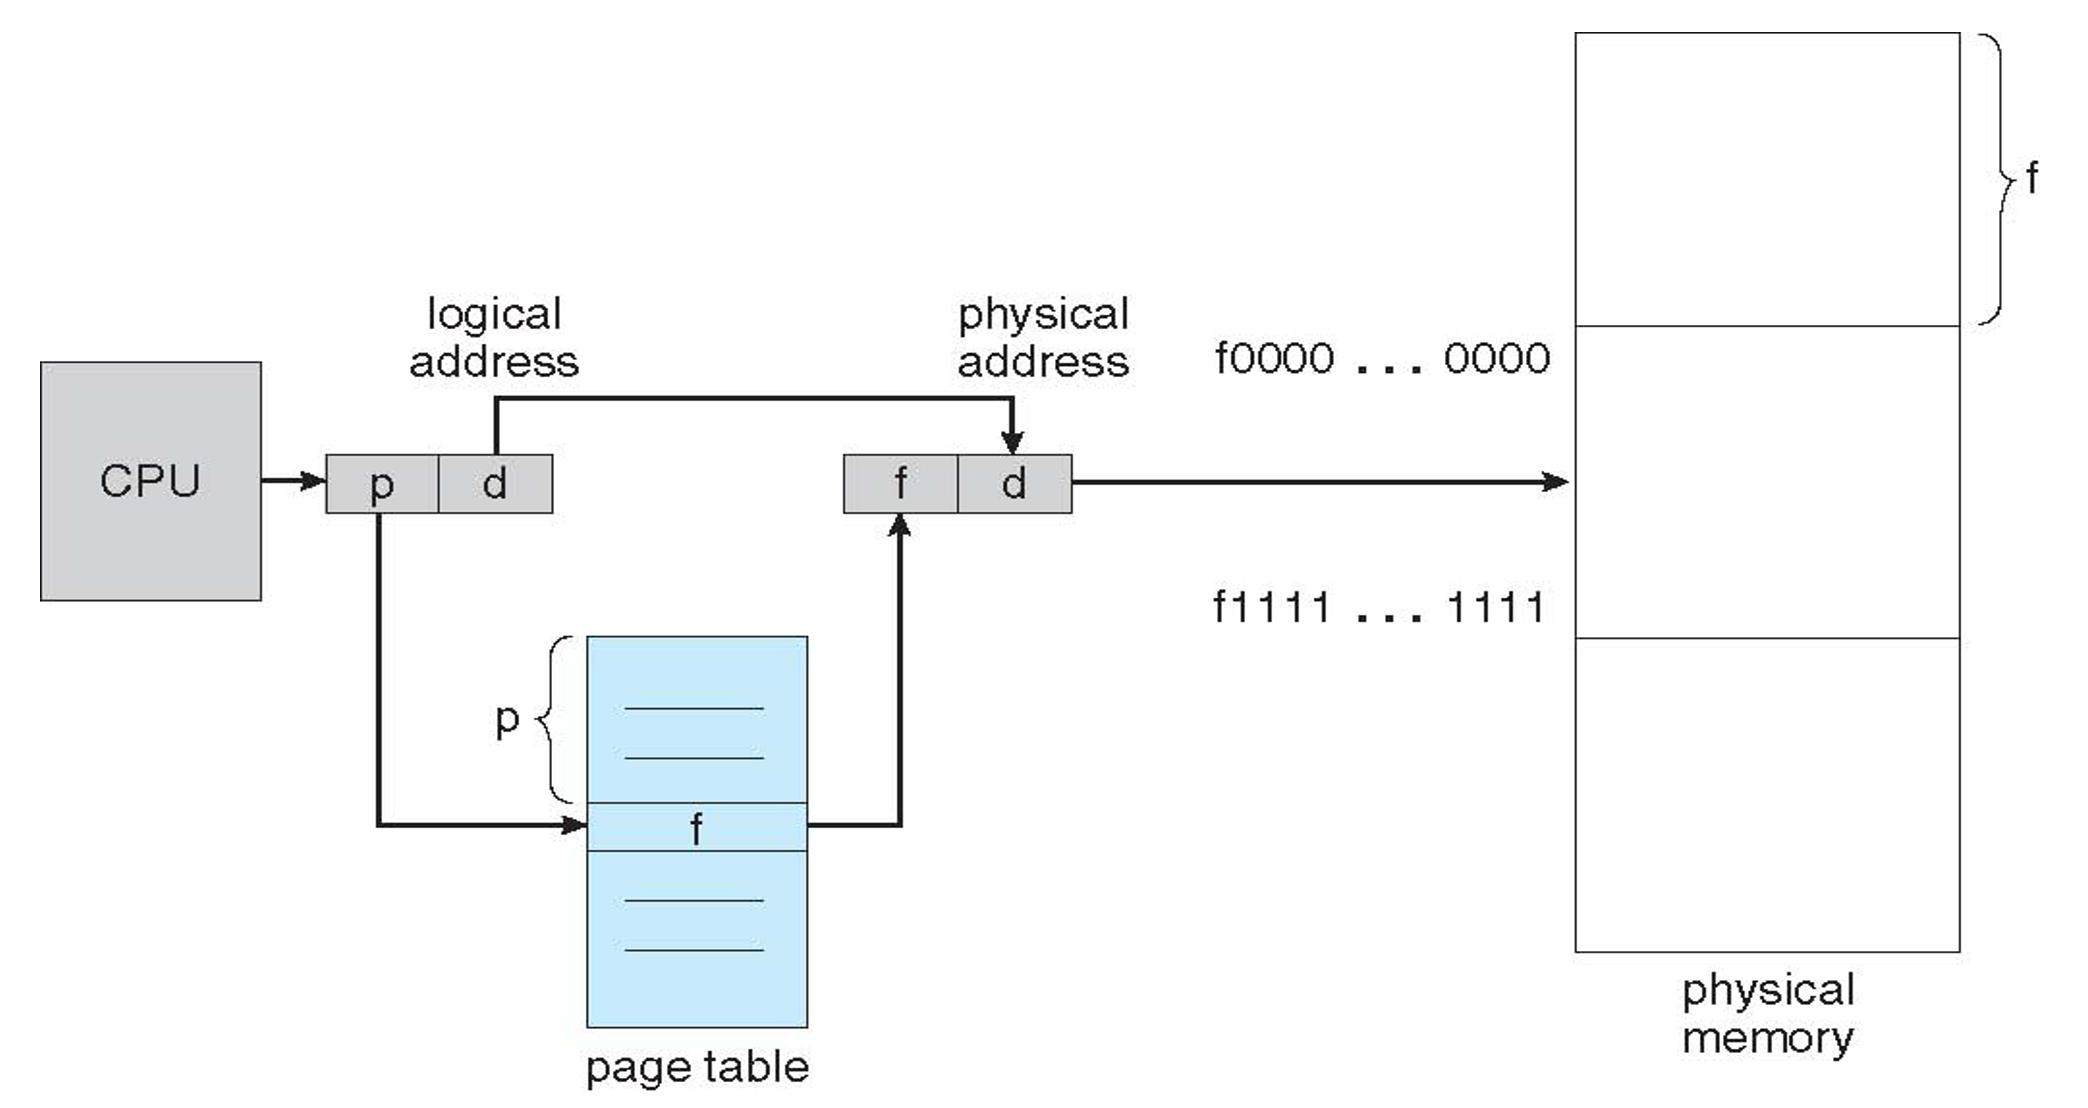 f
logical
address
physical
address
f0000 ... 0000
CPU
p d
f d
f1111 ... 1111
p
f
physical
memory
page table